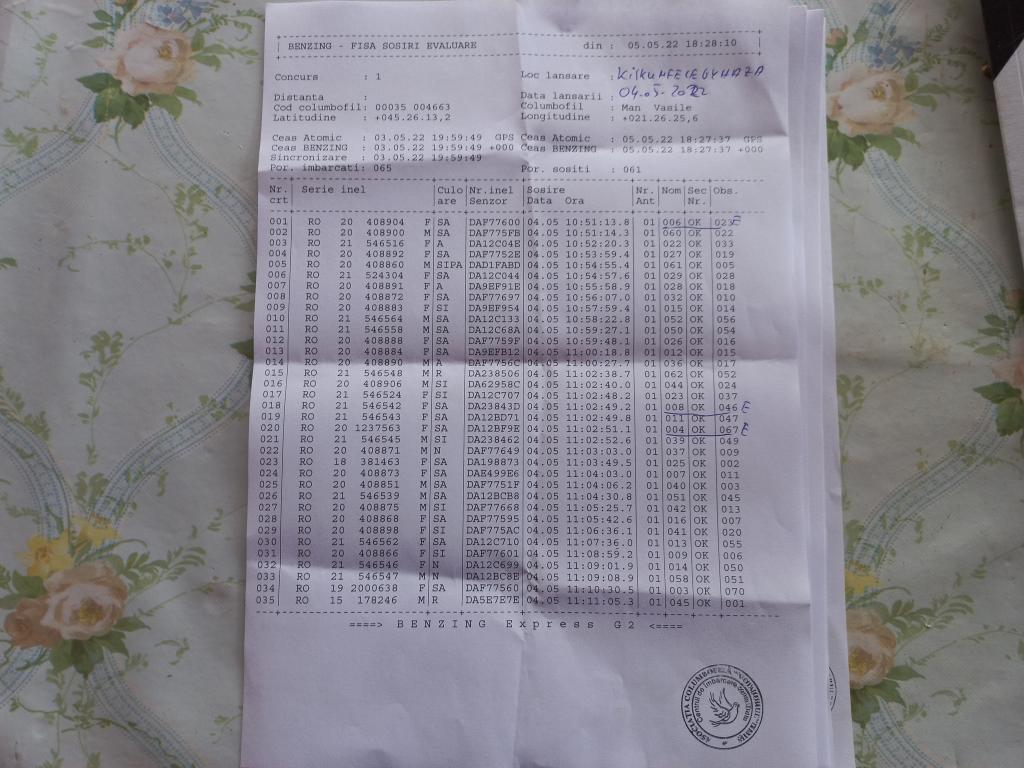 BENZING - FISA SOSIRI EVALUARE din : 05.05.22 18:28:10
Concurs : 1 Loc lansare : KISKUNFELEGYHAZA
Distanta : Data lansarii : 04.05.2022
Cod columbofil: 00035 004663 Columbofil : Man Vasile
Latitudine : +045.26.13,2 Longitudine : +021.26.25,6
Ceas Atomic : 03.05.22 19:59:49 GPS Ceas Atomic : 05.05.22 18:27:37 GPS
Ceas BENZING : 03.05.22 19:59:49 +000 Ceas BENZING : 05.05.22 18:27:37 +000
Sincronizare : 03.05.22 19:59:49
Por. imbarcati: 065 Por. sositi : 061
Nr. Serie inel Culo Nr.inel Sosire Nr. Nom Sec Obs.
crt are Senzor Data Ora Ant Nr.
001 RO 20 408904 F SA DAF77600 04.05 10:51:13.8 01 006 OK 023 E
002 RO 20 408900 M SA DAF775FB 04.05 10:51:14.3 01 060 OK 022
003 RO 21 546516 F A DA12C04E 04.05 10:52:20.3 01 022 OK 033
004 RO 20 408892 F SA DAF7752E 04.05 10:53:59.4 01 027 OK 019
005 RO 20 408860 M SIPA DAD1FABD 04.05 10:54:55.4 01 061 OK 005
006 RO 21 524304 F SA DA12C044 04.05 10:54:57.6 01 029 OK 028
007 RO 20 408891 F A DA9EF91E 04.05 10:55:58.9 01 028 OK 018
008 RO 20 408872 F SA DAF77697 04.05 10:56:07.0 01 032 OK 010
009 RO 20 408883 F SI DA9EF954 04.05 10:57:59.4 01 015 OK 014
010 RO 21 546564 M SA DA12C133 04.05 10:58:22.8 01 052 OK 056
011 RO 21 546558 M SA DA12C68A 04.05 10:59:27.1 01 050 OK 054
012 RO 20 408888 F SA DAF7759F 04.05 10:59:48.1 01 026 OK 016
013 RO 20 408884 F SA DA9EFB12 04.05 11:00:18.8 01 012 OK 015
014 RO 20 408890 M A DAF7756C 04.05 11:00:27.7 01 036 OK 017
015 RO 21 546548 M R DA238506 04.05 11:02:38.7 01 062 OK 052
016 RO 20 408906 M SI DA62958C 04.05 11:02:40.0 01 044 OK 024
017 RO 21 546524 F SI DA12C707 04.05 11:02:48.2 01 023 OK 037
018 RO 21 546542 F SA DA23843D 04.05 11:02:49.2 01 008 OK 046 E
019 RO 21 546543 F SA DA12BD71 04.05 11:02:49.8 01 011 OK 047
020 RO 20 1237563 F SA DA12BF9E 04.05 11:02:51.1 01 004 OK 067 E
021 RO 21 546545 M SI DA238462 04.05 11:02:52.6 01 039 OK 049
022 RO 20 408871 M N DAF77649 04.05 11:03:03.0 01 037 OK 009
023 RO 18 381463 F SA DA198873 04.05 11:03:49.5 01 025 OK 002
024 RO 20 408873 F SA DAE499E6 04.05 11:04:03.0 01 007 OK 011
025 RO 20 408851 M SA DAF7751F 04.05 11:04:06.2 01 040 OK 003
026 RO 21 546539 M SA DA12BCB8 04.05 11:04:30.8 01 051 OK 045
027 RO 20 408875 M SI DAF77668 04.05 11:05:25.7 01 042 OK 013
028 RO 20 408868 F SA DAF77595 04.05 11:05:42.6 01 016 OK 007
029 RO 20 408898 F SI DAF775AC 04.05 11:06:36.1 01 041 OK 020
030 RO 21 546562 F SA DA12C710 04.05 11:07:36.0 01 013 OK 055
031 RO 20 408866 F SI DAF77601 04.05 11:08:59.2 01 009 OK 006
032 RO 21 546546 F N DA12C699 04.05 11:09:01.9 01 014 OK 050
033 RO 21 546547 M N DA12BC8E 04.05 11:09:08.9 01 058 OK 051
034 RO 19 2000638 F SA DAF77560 04.05 11:10:30.5 01 003 OK 070
035 RO 15 178246 M R DA5E7E7E 04.05 11:11:05.3 01 045 OK 001
====> BENZING Express G2 <====
ASOCIATIA COLUMBOFILA